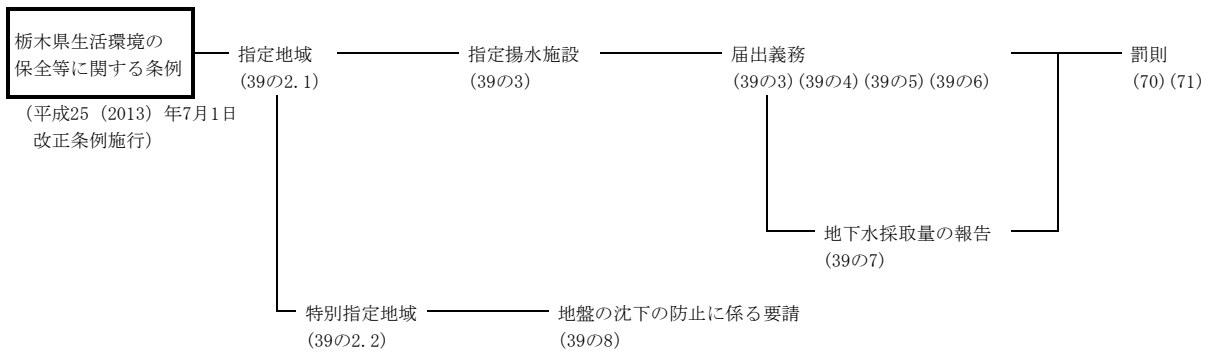 栃木県生活環境の
保全等に関する条例
(平成25（2013）年7月1日
改正条例施行)
指定地域
(39の2.1)
指定揚水施設
(39の3)
届出義務
(39の3)(39の4)(39の5)(39の6)
罰則
(70)(71)
地下水採取量の報告
(39の7)
特別指定地域
(39の2.2)
地盤の沈下の防止に係る要請
(39の8)